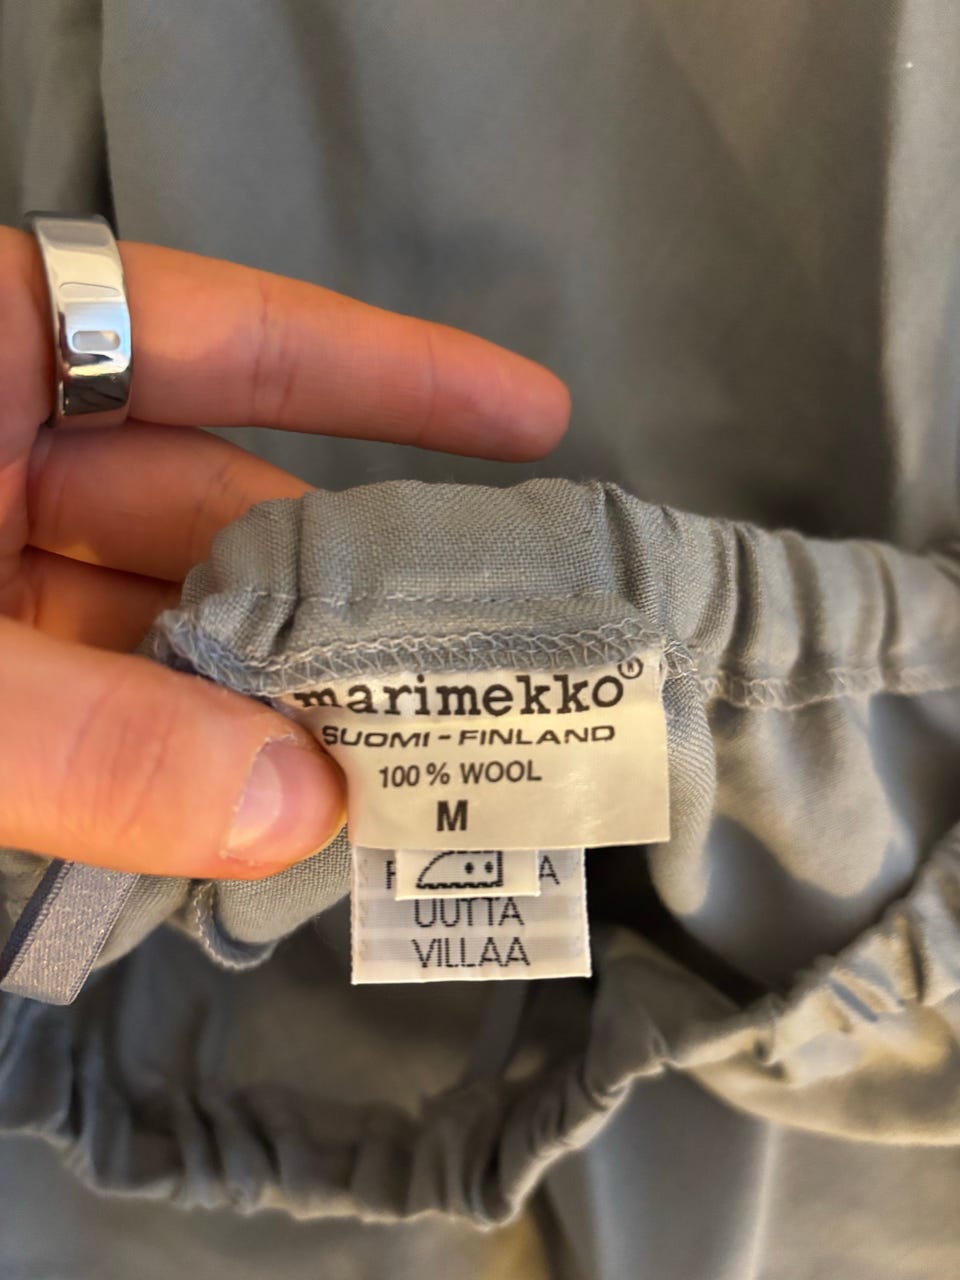 marimekko®
SUOMI - FINLAND
100% WOOL
M
UUTTA
VILLAA